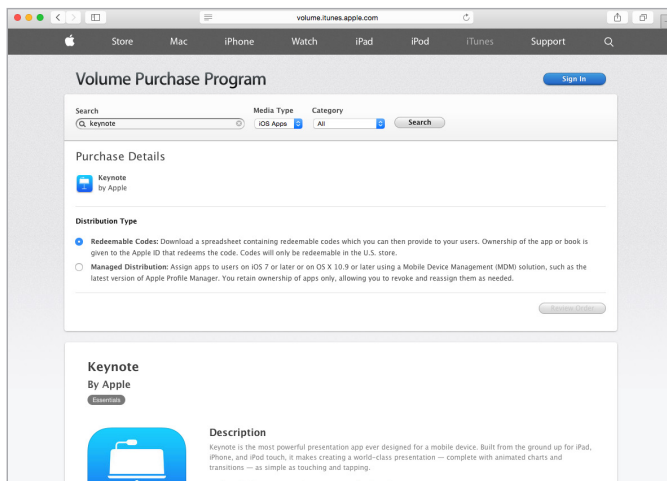 volume.itunes.apple.com
Store Mac iPhone Watch iPad iPod iTunes Support
Volume Purchase Program
Sign In
Search Media Type Category
keynote iOS Apps All Search
Purchase Details
Keynote
by Apple
Distribution Type
Redeemable Codes: Download a spreadsheet containing redeemable codes which you can then provide to your users. Ownership of the app or book is
given to the Apple ID that redeems the code. Codes will only be redeemable in the U.S. store.
Managed Distribution: Assign apps to users on iOS 7 or later or on OS X 10.9 or later using a Mobile Device Management (MDM) solution, such as the
latest version of Apple Profile Manager. You retain ownership of apps only, allowing you to revoke and reassign them as needed.
Review Order
Keynote
By Apple
Essentials
Description
Keynote is the most powerful presentation app ever designed for a mobile device. Built from the ground up for iPad,
iPhone, and iPod touch, it makes creating a world-class presentation — complete with animated charts and
transitions — as simple as touching and tapping.